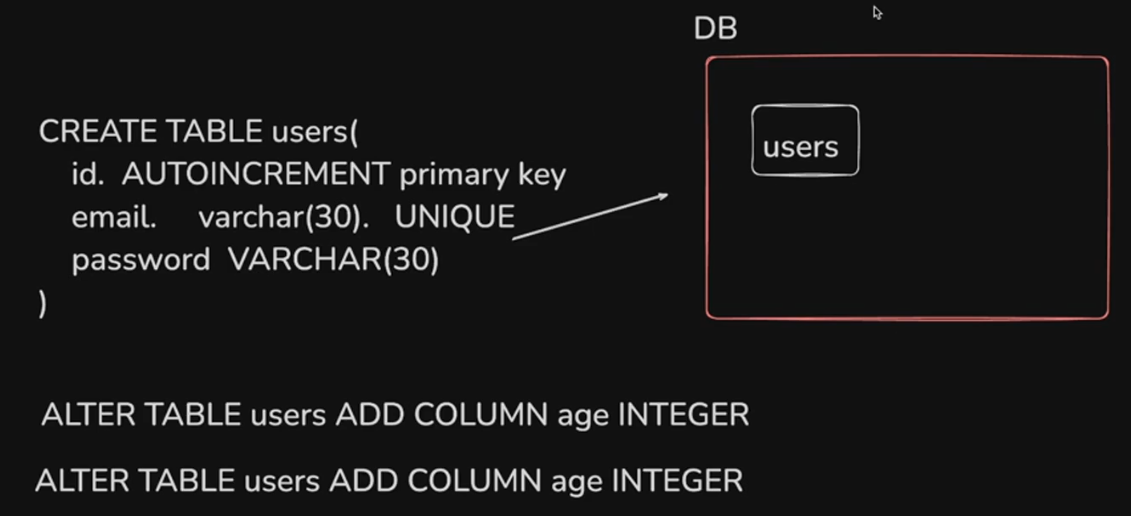 DB
CREATE TABLE users(
id. AUTOINCREMENT primary key
email. varchar(30). UNIQUE
password VARCHAR(30)
)
users
ALTER TABLE users ADD COLUMN age INTEGER
ALTER TABLE users ADD COLUMN age INTEGER